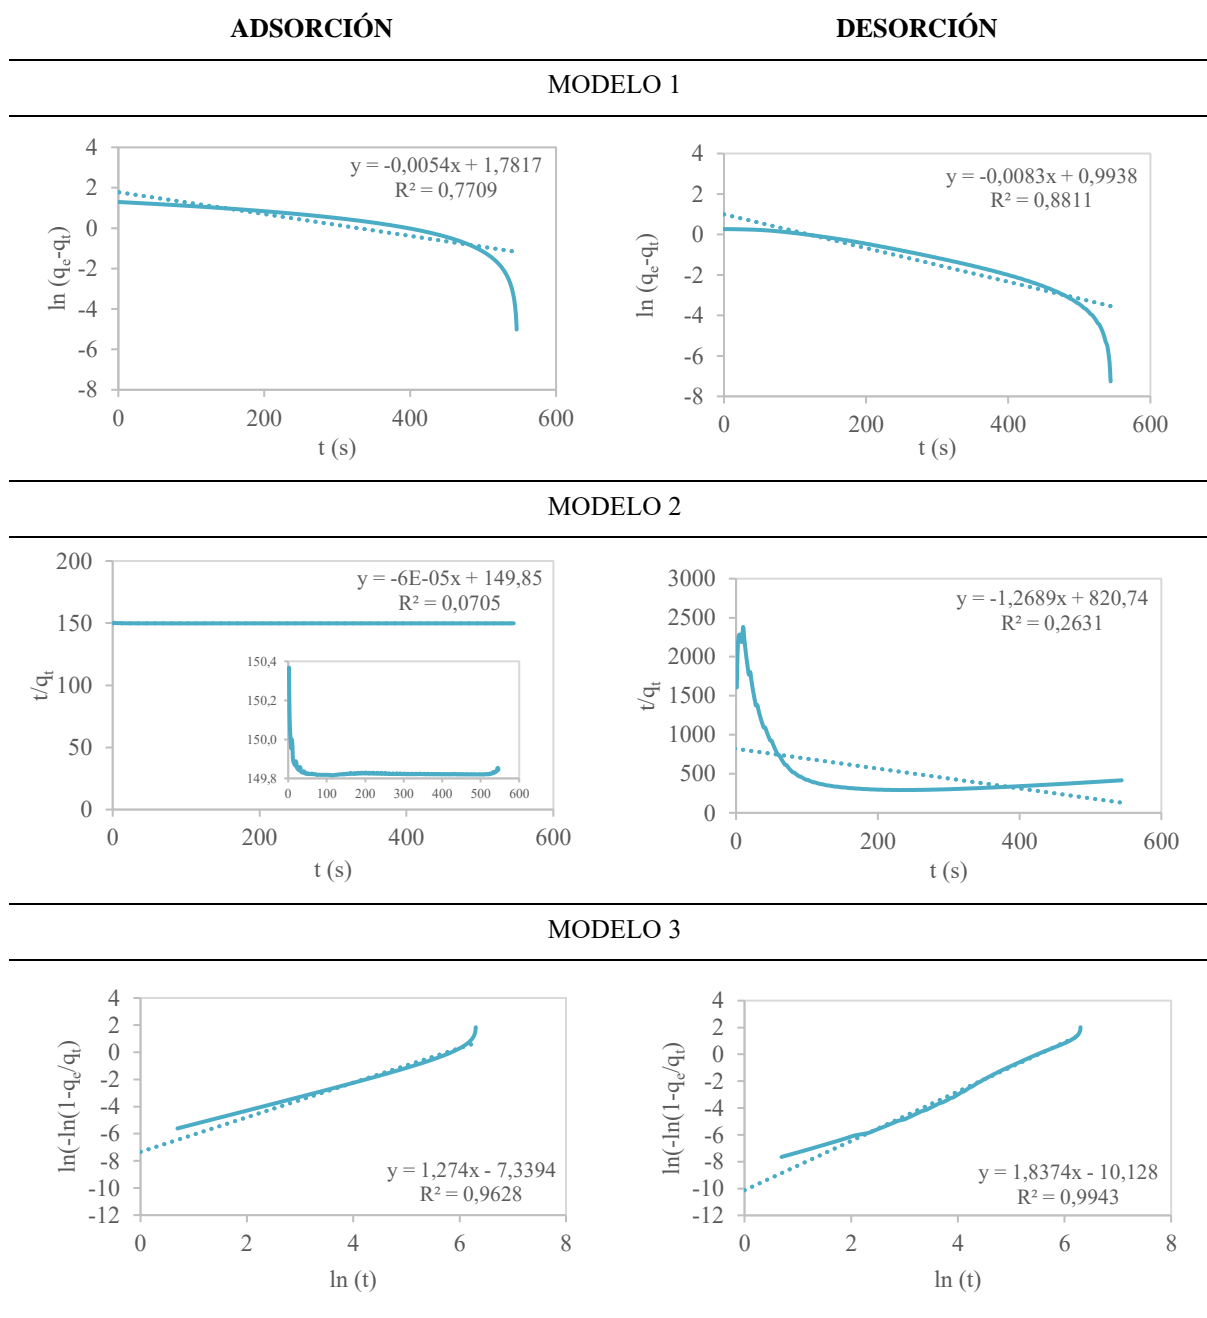 ADSORCIÓN DESORCIÓN
MODELO 1
y = -0,0054x + 1,7817
R² = 0,7709
4
2
0
-2
-4
-6
-8
ln (qe-qt)
0 200 400 600
t (s)
y = -0,0083x + 0,9938
R² = 0,8811
4
2
0
-2
-4
-6
-8
ln (qe-qt)
0 200 400 600
t (s)
MODELO 2
y = -6E-05x + 149,85
R² = 0,0705
200
150
100
50
0
t/qt
150,4
150,2
150,0
149,8
0 100 200 300 400 500 600
0 200 400 600
t (s)
y = -1,2689x + 820,74
R² = 0,2631
3000
2500
2000
1500
1000
500
0
t/qt
0 200 400 600
t (s)
MODELO 3
4
2
0
-2
-4
-6
-8
-10
-12
ln(-ln(1-qe/qt)
y = 1,274x - 7,3394
R² = 0,9628
0 2 4 6 8
ln (t)
4
2
0
-2
-4
-6
-8
-10
-12
ln(-ln(1-qe/qt)
y = 1,8374x - 10,128
R² = 0,9943
0 2 4 6 8
ln (t)